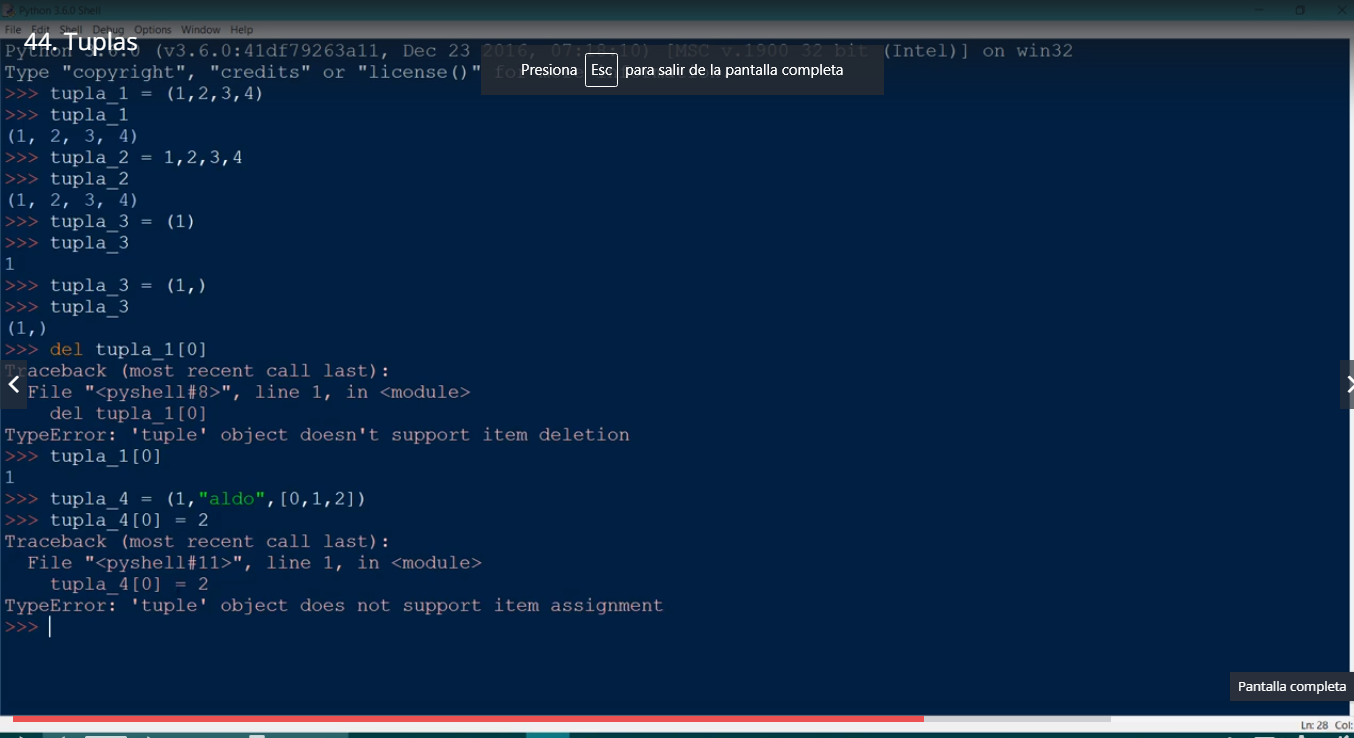 Python 3.6.0 Shell
File Edit Shell Debug Options Window Help
44. Tuplas
Python 3.6.0 (v3.6.0:41df79263a11, Dec 23 2016, 07:18:10) [MSC v.1900 32 bit (Intel)] on win32
Type "copyright", "credits" or "license()" fo
Presiona Esc para salir de la pantalla completa
>>> tupla_1 = (1,2,3,4)
>>> tupla_1
(1, 2, 3, 4)
>>> tupla_2 = 1,2,3,4
>>> tupla_2
(1, 2, 3, 4)
>>> tupla_3 = (1)
>>> tupla_3
1
>>> tupla_3 = (1,)
>>> tupla_3
(1,)
>>> del tupla_1[0]
Traceback (most recent call last):
File "<pyshell#8>", line 1, in <module>
del tupla_1[0]
TypeError: 'tuple' object doesn't support item deletion
>>> tupla_1[0]
1
>>> tupla_4 = (1,"aldo",[0,1,2])
>>> tupla_4[0] = 2
Traceback (most recent call last):
File "<pyshell#11>", line 1, in <module>
tupla_4[0] = 2
TypeError: 'tuple' object does not support item assignment
>>>
Pantalla completa
Ln: 28 Col: